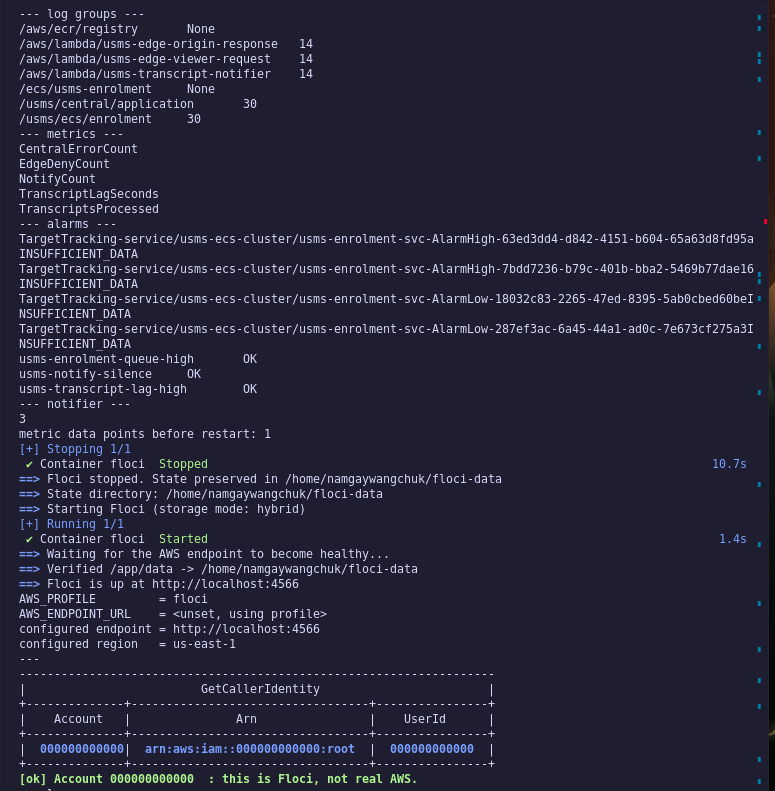 --- log groups ---
/aws/ecr/registry       None
/aws/lambda/usms-edge-origin-response   14
/aws/lambda/usms-edge-viewer-request    14
/aws/lambda/usms-transcript-notifier    14
/ecs/usms-enrolment     None
/usms/central/application       30
/usms/ecs/enrolment     30
--- metrics ---
CentralErrorCount
EdgeDenyCount
NotifyCount
TranscriptLagSeconds
TranscriptsProcessed
--- alarms ---
TargetTracking-service/usms-ecs-cluster/usms-enrolment-svc-AlarmHigh-63ed3dd4-d842-4151-b604-65a63d8fd95a
INSUFFICIENT_DATA
TargetTracking-service/usms-ecs-cluster/usms-enrolment-svc-AlarmHigh-7bdd7236-b79c-401b-bba2-5469b77dae16
INSUFFICIENT_DATA
TargetTracking-service/usms-ecs-cluster/usms-enrolment-svc-AlarmLow-18032c83-2265-47ed-8395-5ab0cbed60beI
NSUFFICIENT_DATA
TargetTracking-service/usms-ecs-cluster/usms-enrolment-svc-AlarmLow-287ef3ac-6a45-44a1-ad0c-7e673cf275a3I
NSUFFICIENT_DATA
usms-enrolment-queue-high       OK
usms-notify-silence     OK
usms-transcript-lag-high        OK
--- notifier ---
3
metric data points before restart: 1
[+] Stopping 1/1
✔ Container floci  Stopped 10.7s
==> Floci stopped. State preserved in /home/namgaywangchuk/floci-data
==> State directory: /home/namgaywangchuk/floci-data
==> Starting Floci (storage mode: hybrid)
[+] Running 1/1
✔ Container floci  Started 1.4s
==> Waiting for the AWS endpoint to become healthy...
==> Verified /app/data -> /home/namgaywangchuk/floci-data
==> Floci is up at http://localhost:4566
AWS_PROFILE         = floci
AWS_ENDPOINT_URL    = <unset, using profile>
configured endpoint = http://localhost:4566
configured region   = us-east-1
---
--------------------------------------------------------------------
|                         GetCallerIdentity                        |
+--------------+----------------------------------+----------------+
|    Account   |                Arn               |    UserId      |
+--------------+----------------------------------+----------------+
|  000000000000|  arn:aws:iam::000000000000:root  |  000000000000  |
+--------------+----------------------------------+----------------+
[ok] Account 000000000000  : this is Floci, not real AWS.